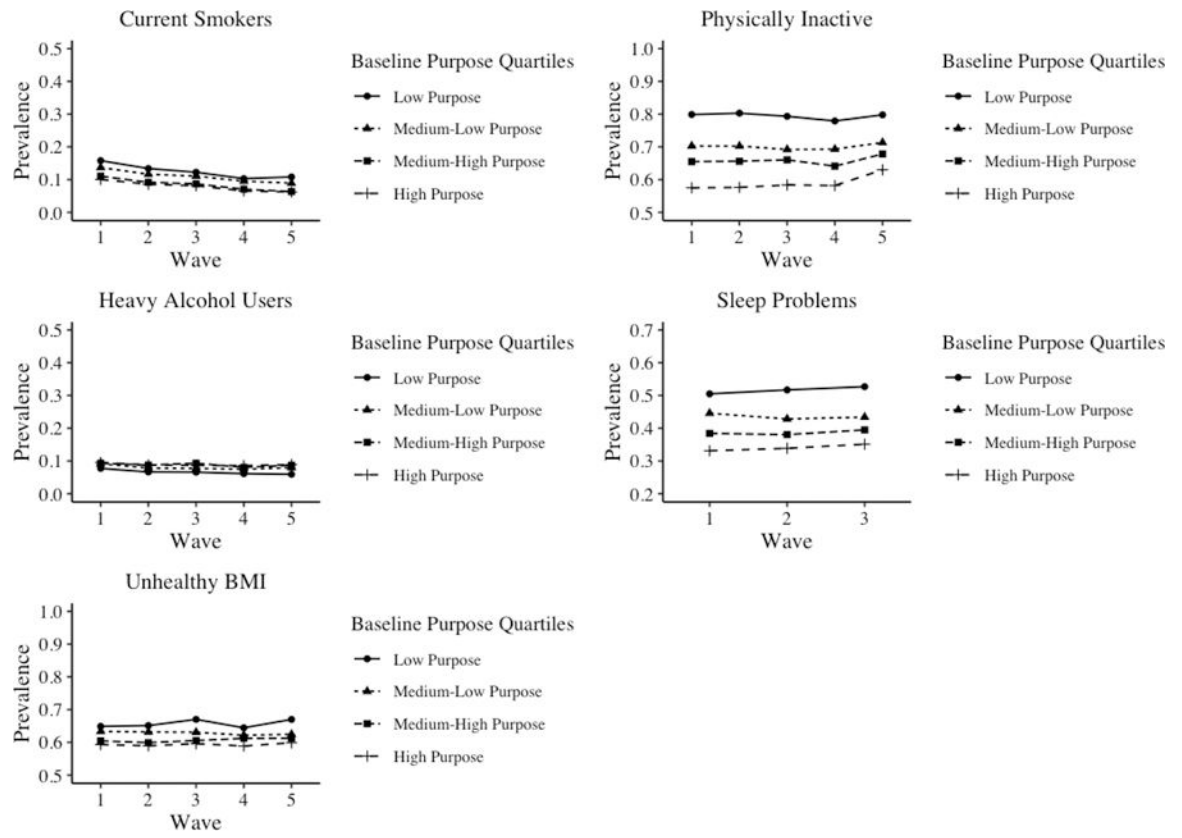 Current Smokers
Prevalence
0.5
0.4
0.3
0.2
0.1
0.0
1 2 3 4 5
Wave
Baseline Purpose Quartiles
Low Purpose
Medium-Low Purpose
Medium-High Purpose
High Purpose
Physically Inactive
Prevalence
1.0
0.9
0.8
0.7
0.6
0.5
1 2 3 4 5
Wave
Baseline Purpose Quartiles
Low Purpose
Medium-Low Purpose
Medium-High Purpose
High Purpose
Heavy Alcohol Users
Prevalence
0.5
0.4
0.3
0.2
0.1
0.0
1 2 3 4 5
Wave
Baseline Purpose Quartiles
Low Purpose
Medium-Low Purpose
Medium-High Purpose
High Purpose
Sleep Problems
Prevalence
0.7
0.6
0.5
0.4
0.3
0.2
1 2 3
Wave
Baseline Purpose Quartiles
Low Purpose
Medium-Low Purpose
Medium-High Purpose
High Purpose
Unhealthy BMI
Prevalence
1.0
0.9
0.8
0.7
0.6
0.5
1 2 3 4 5
Wave
Baseline Purpose Quartiles
Low Purpose
Medium-Low Purpose
Medium-High Purpose
High Purpose